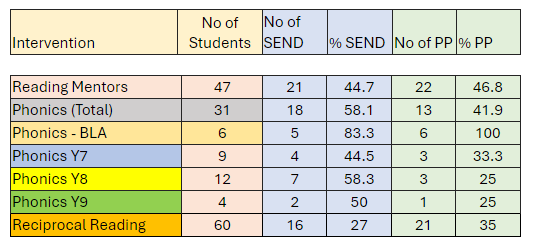 Intervention No of Students No of SEND % SEND No of PP % PP
Reading Mentors 47 21 44.7 22 46.8
Phonics (Total) 31 18 58.1 13 41.9
Phonics - BLA 6 5 83.3 6 100
Phonics Y7 9 4 44.5 3 33.3
Phonics Y8 12 7 58.3 3 25
Phonics Y9 4 2 50 1 25
Reciprocal Reading 60 16 27 21 35